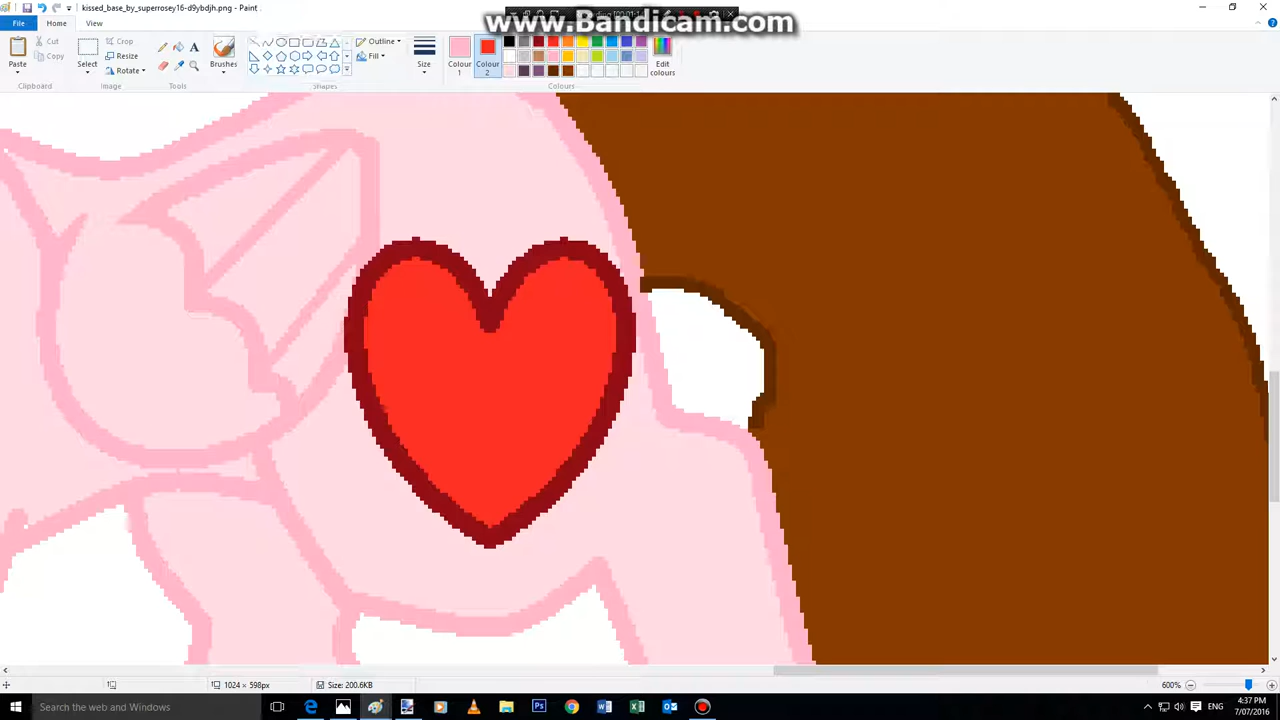 kissed_base_by_superrosey16-d9ybdjh.png - Paint
www.Bandicam.com
File
Home
View
Paste
Cut
Copy
Clipboard
Select
Crop
Resize
Rotate
Image
Tools
Brushes
Shapes
Outline
Fill
Size
Colour 1
Colour 2
Colours
Edit colours
1024 × 598px
Size: 200.6KB
600%
Search the web and Windows
ENG
4:37 PM
7/07/2016